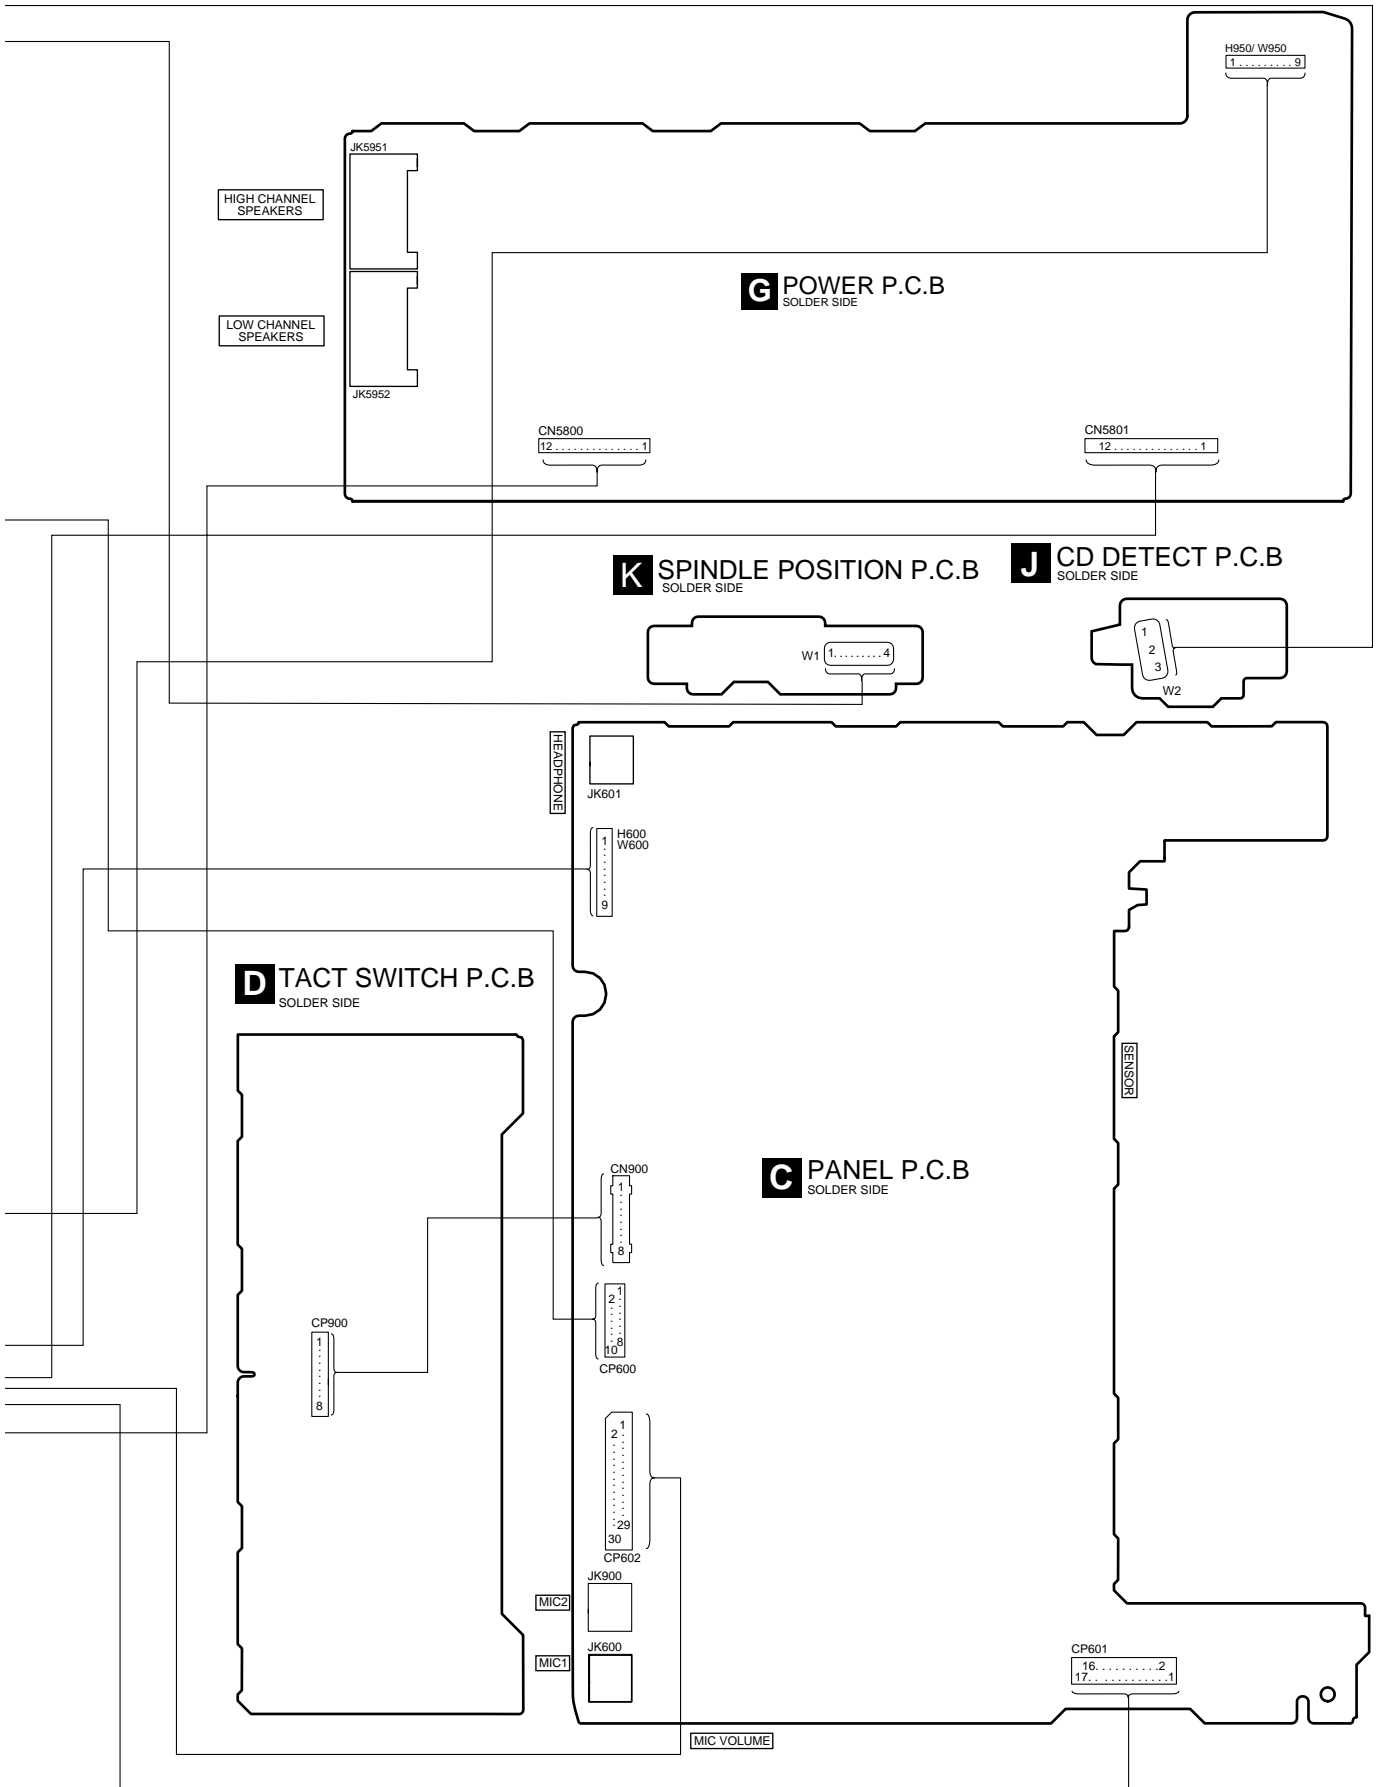 H950/ W950
1 . . . . . . . . . 9
JK5951
HIGH CHANNEL
SPEAKERS
G POWER P.C.B
SOLDER SIDE
LOW CHANNEL
SPEAKERS
JK5952
CN5800
12 . . . . . . . . . . . . . . 1
CN5801
12 . . . . . . . . . . . . . . 1
K SPINDLE POSITION P.C.B
SOLDER SIDE
J CD DETECT P.C.B
SOLDER SIDE
W1 1. . . . . . . . . 4
1
2
3
W2
HEADPHONE
JK601
H600
W600
1
9
D TACT SWITCH P.C.B
SOLDER SIDE
SENSOR
C PANEL P.C.B
SOLDER SIDE
CN900
1
8
1
2
8
10
CP600
CP900
1
8
1
2
29
30
CP602
JK900
MIC2
JK600
MIC1
CP601
16. . . . . . . . . . 2
17. . . . . . . . . . . . 1
MIC VOLUME